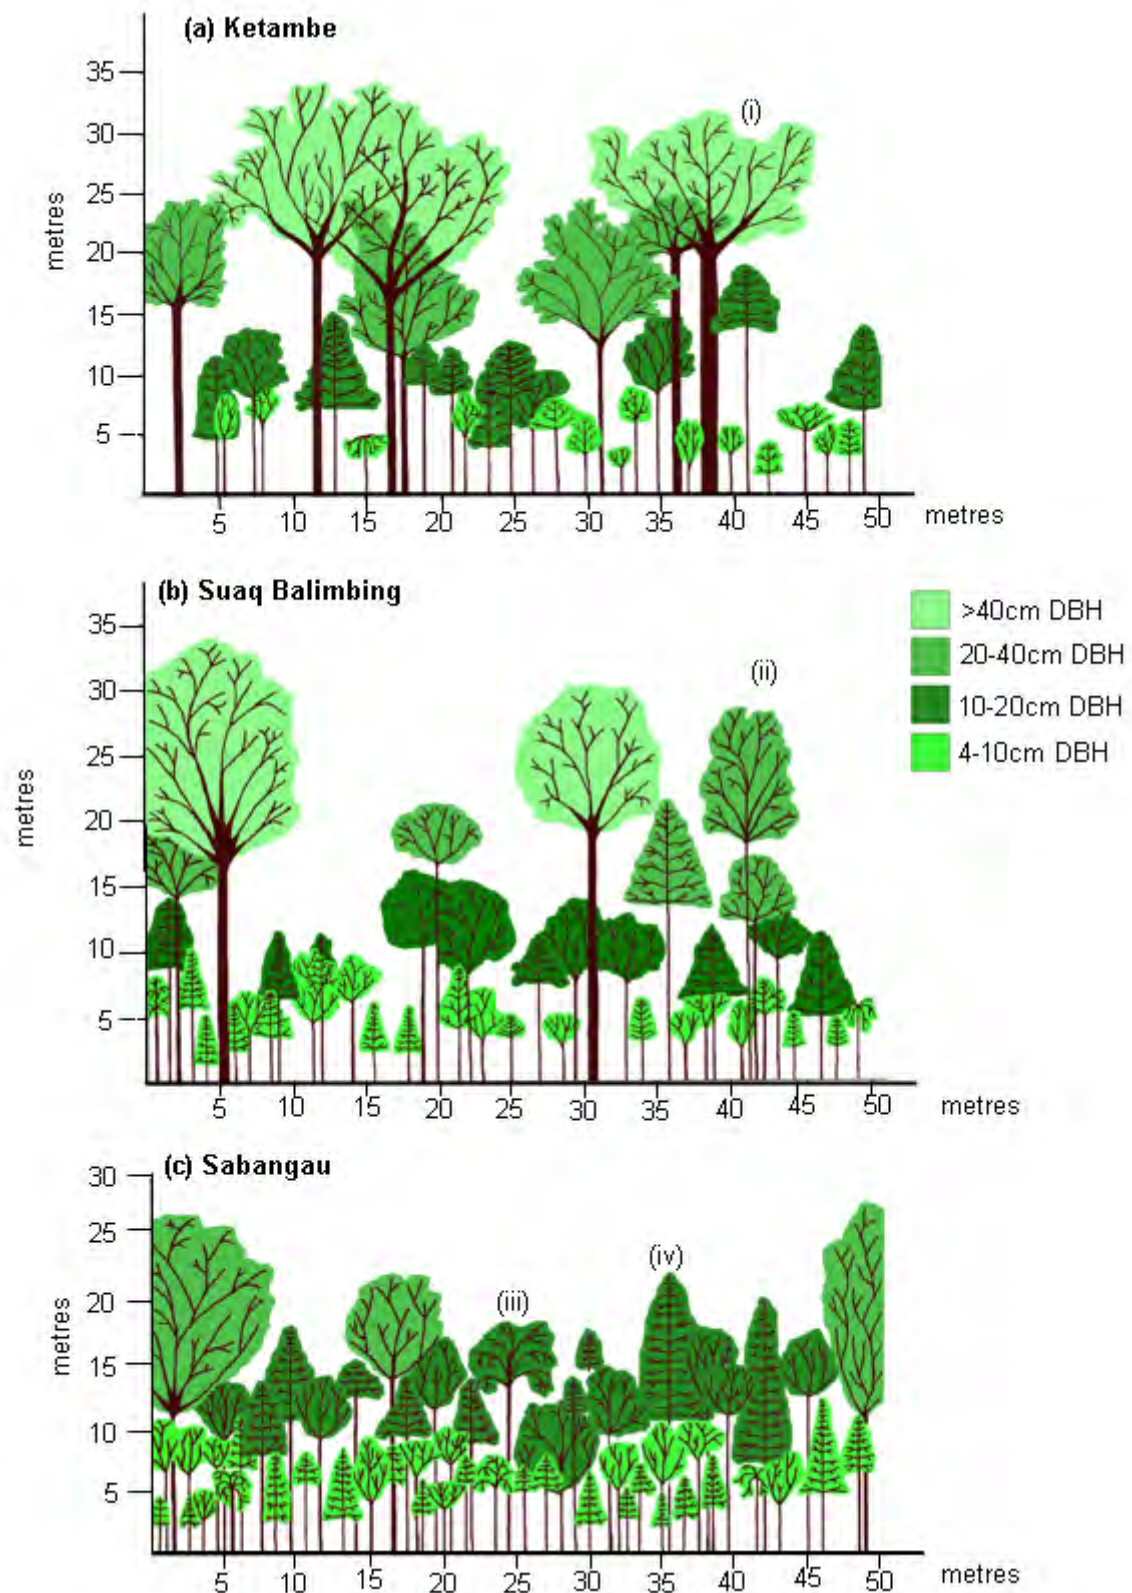 (a) Ketambe
(i)
35
30
25
20
15
10
5
metres
5 10 15 20 25 30 35 40 45 50 metres
(b) Suaq Balimbing
(ii)
35
30
25
20
15
10
5
metres
5 10 15 20 25 30 35 40 45 50 metres
>40cm DBH
20-40cm DBH
10-20cm DBH
4-10cm DBH
(c) Sabangau
(iii)
(iv)
30
25
20
15
10
5
metres
5 10 15 20 25 30 35 40 45 50 metres